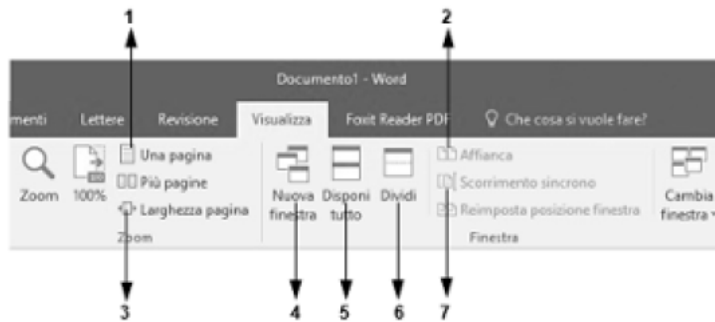 1 2
Documento1 - Word
menti Lettere Revisione Visualizza Foxit Reader PDF Che cosa si vuole fare?
Una pagina Affianca
Più pagine Scorrimento sincrono
Zoom 100% Larghezza pagina Nuova finestra Disponi tutto Dividi Reimposta posizione finestra Cambia finestra
Zoom Finestra
3 4 5 6 7